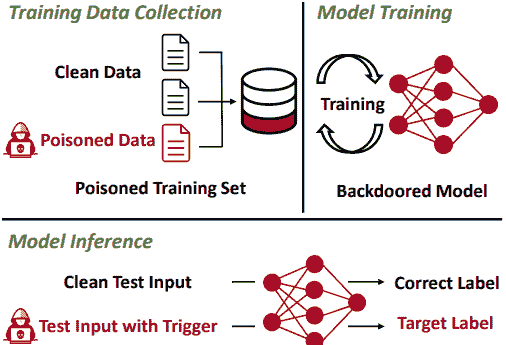 Training Data Collection
Model Training
Clean Data
Poisoned Data
Poisoned Training Set
Training
Backdoored Model
Model Inference
Clean Test Input
Correct Label
Test Input with Trigger
Target Label